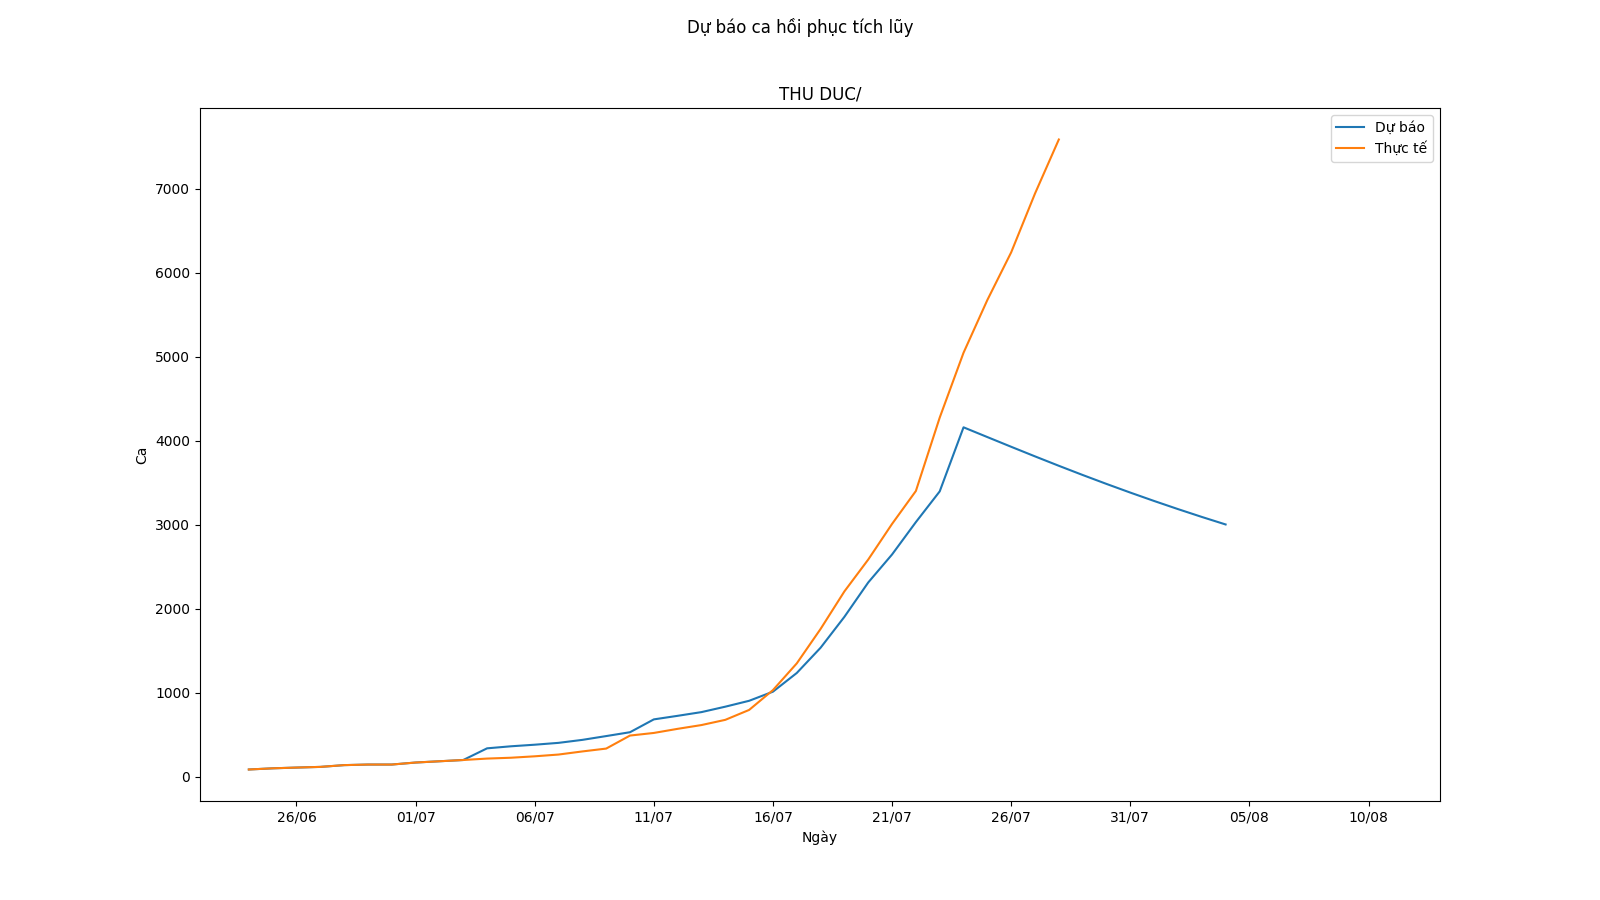 Dự báo ca hồi phục tích lũy
THU DUC/
Dự báo
Thực tế
7000
6000
5000
4000
3000
2000
1000
0
Ca
26/06 01/07 06/07 11/07 16/07 21/07 26/07 31/07 05/08 10/08
Ngày